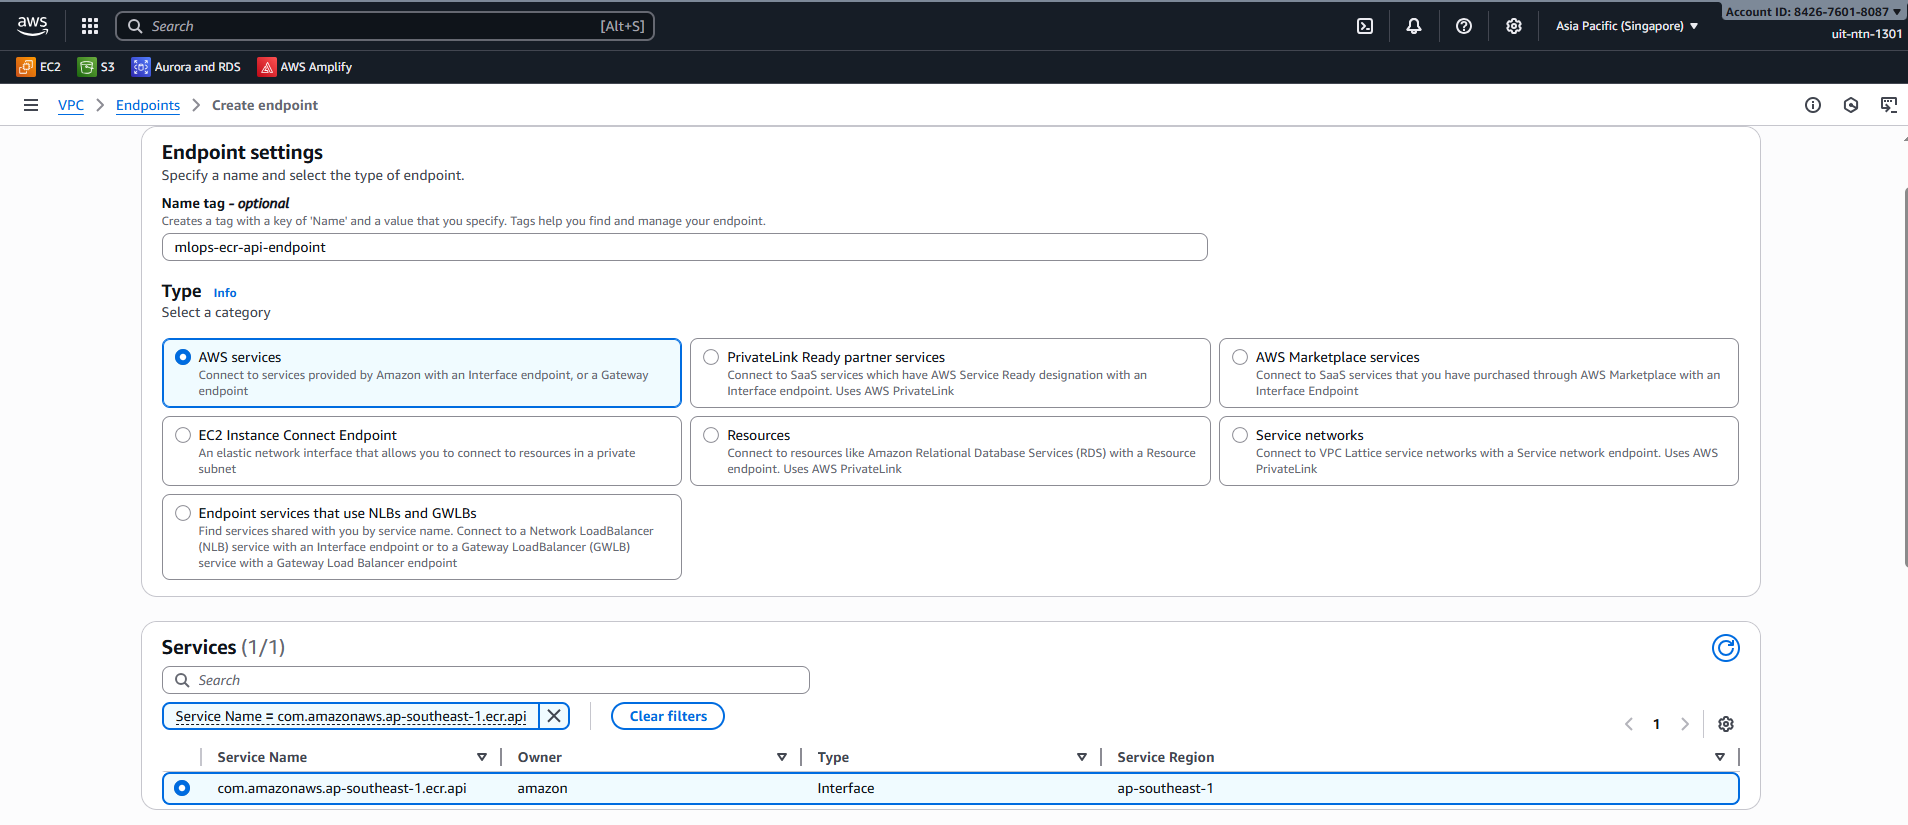 aws
Search [Alt+S]
Asia Pacific (Singapore)
Account ID: 8426-7601-8087
uit-ntn-1301
EC2 S3 Aurora and RDS AWS Amplify
VPC Endpoints Create endpoint
Endpoint settings
Specify a name and select the type of endpoint.
Name tag - optional
Creates a tag with a key of 'Name' and a value that you specify. Tags help you find and manage your endpoint.
mlops-ecr-api-endpoint
Type Info
Select a category
AWS services
Connect to services provided by Amazon with an Interface endpoint, or a Gateway
endpoint
PrivateLink Ready partner services
Connect to SaaS services which have AWS Service Ready designation with an
Interface endpoint. Uses AWS PrivateLink
AWS Marketplace services
Connect to SaaS services that you have purchased through AWS Marketplace with an
Interface Endpoint
EC2 Instance Connect Endpoint
An elastic network interface that allows you to connect to resources in a private
subnet
Resources
Connect to resources like Amazon Relational Database Services (RDS) with a Resource
endpoint. Uses AWS PrivateLink
Service networks
Connect to VPC Lattice service networks with a Service network endpoint. Uses AWS
PrivateLink
Endpoint services that use NLBs and GWLBs
Find services shared with you by service name. Connect to a Network LoadBalancer
(NLB) service with an Interface endpoint or to a Gateway LoadBalancer (GWLB)
service with a Gateway Load Balancer endpoint
Services (1/1)
Search
Service Name = com.amazonaws.ap-southeast-1.ecr.api
Clear filters
1
Service Name Owner Type Service Region
com.amazonaws.ap-southeast-1.ecr.api amazon Interface ap-southeast-1